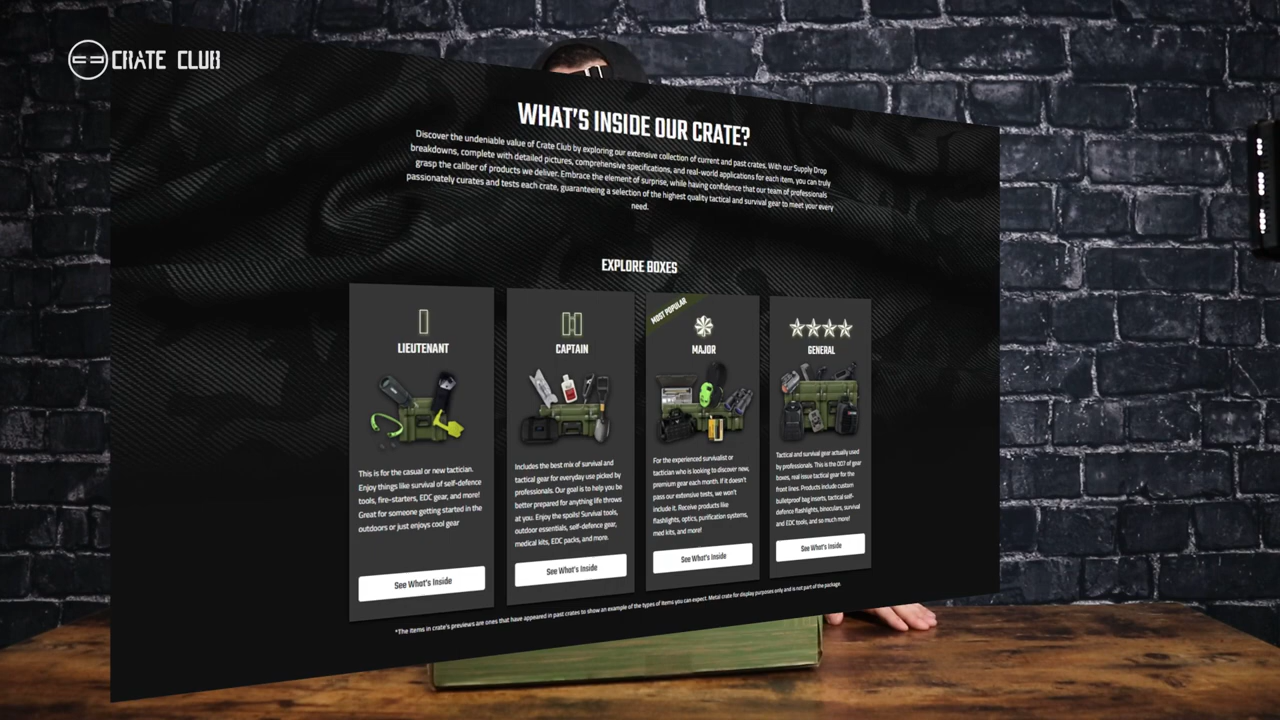 CRATE CLUB
WHAT'S INSIDE OUR CRATE?
Discover the undeniable value of Crate Club by exploring our extensive collection of current and past crates. With our Supply Drop
breakdowns, complete with detailed pictures, comprehensive specifications, and real-world applications for each item, you can truly
grasp the caliber of products we deliver. Embrace the element of surprise, while having confidence that our team of professionals
passionately curates and tests each crate, guaranteeing a selection of the highest quality tactical and survival gear to meet your every
need.
EXPLORE BOXES
LIEUTENANT
This is for the casual or new tactician.
Enjoy things like survival of self-defence
tools, fire-starters, EDC gear, and more!
Great for someone getting started in the
outdoors or just enjoys cool gear
See What's Inside
CAPTAIN
Includes the best mix of survival and
tactical gear for everyday use picked by
professionals. Our goal is to help you be
better prepared for anything life throws
at you. Enjoy the spoils! Survival tools,
outdoor essentials, self-defence gear,
medical kits, EDC packs, and more.
See What's Inside
MOST POPULAR
MAJOR
For the experienced survivalist or
tactician who is looking to discover new,
premium gear each month. If it doesn't
pass our extensive tests, we won't
include it. Receive products like
flashlights, optics, purification systems,
med kits, and more!
See What's Inside
GENERAL
Tactical and survival gear actually used
by professionals. This is the 007 of gear
boxes, real issue tactical gear for the
front lines. Products include custom
bulletproof bag inserts, tactical self-
defence flashlights, binoculars, survival
and EDC tools, and so much more!
See What's Inside
*The items in crate's previews are ones that have appeared in past crates to show an example of the types of items you can expect. Metal crate for display purposes only and is not part of the package.